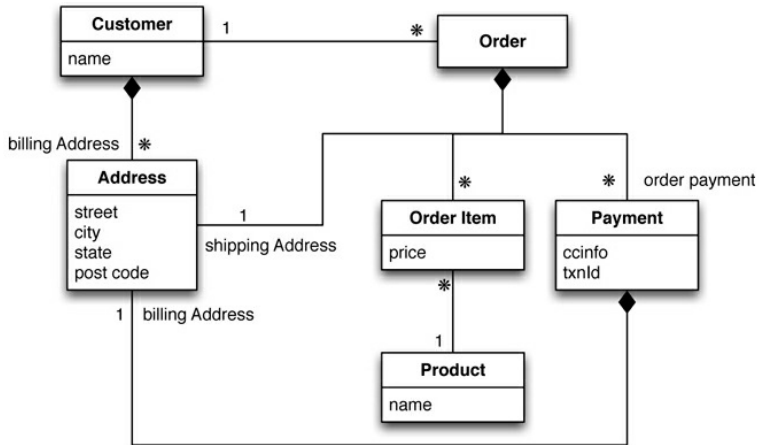 Customer
1
*
Order
name
billing Address
*
Address
*
*
order payment
street
city
state
post code
1
shipping Address
Order Item
price
Payment
ccinfo
txnId
*
1
billing Address
1
Product
name